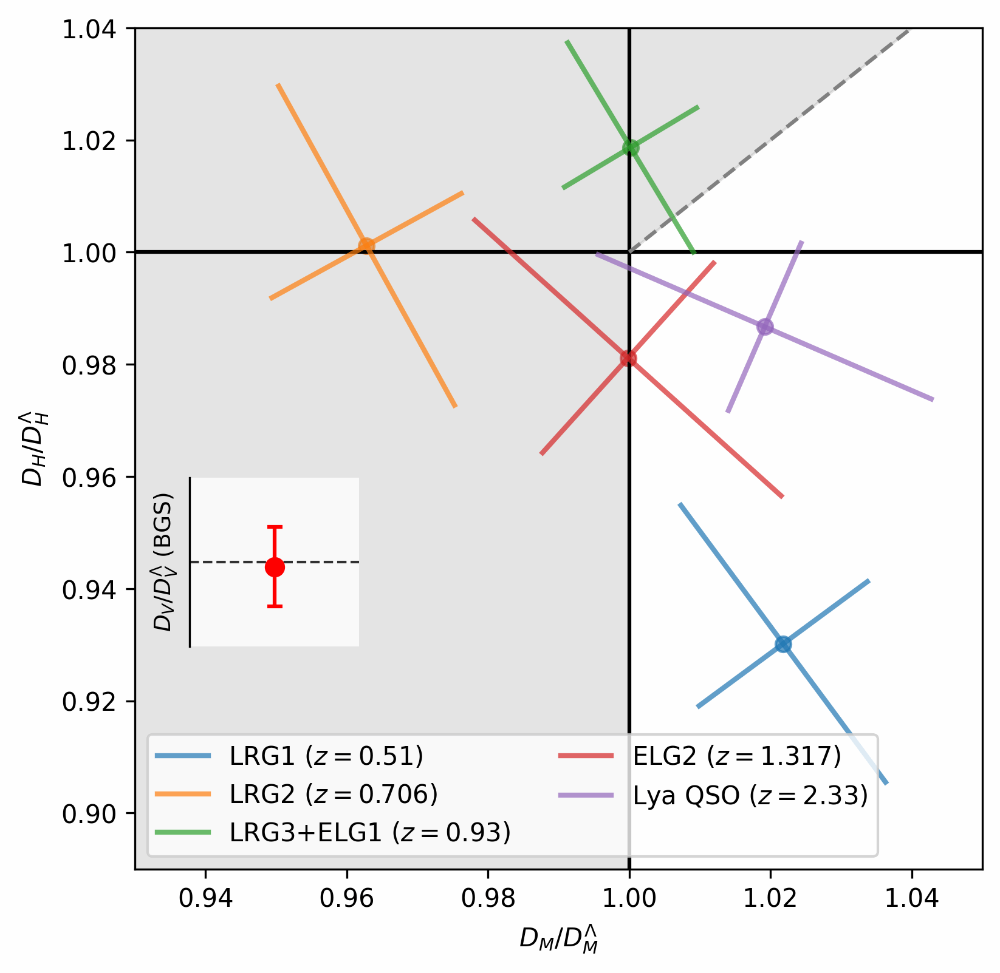 1.04
1.02
1.00
0.98
0.96
0.94
0.92
0.90
D_H/D_H^Λ
D_V/D_V^Λ (BGS)
LRG1 (z = 0.51)
LRG2 (z = 0.706)
LRG3+ELG1 (z = 0.93)
ELG2 (z = 1.317)
Lya QSO (z = 2.33)
0.94 0.96 0.98 1.00 1.02 1.04
D_M/D_M^Λ